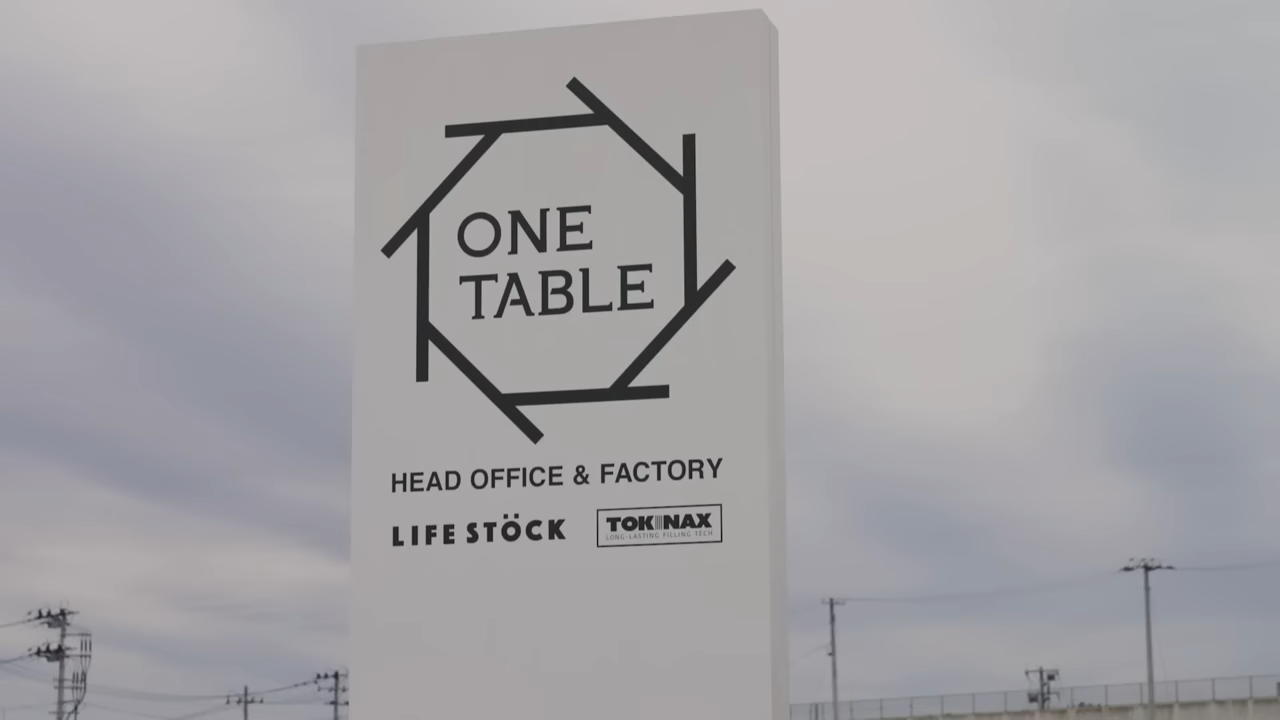 ONE
TABLE
HEAD OFFICE & FACTORY
LIFE STÖCK
TOKINAX
LONG-LASTING FILLING TECH